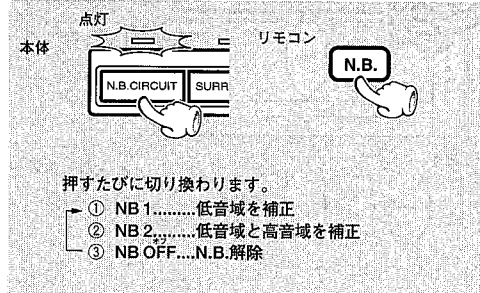 点灯
本体
リモコン
N.B.CIRCUIT SURR
N.B.
押すたびに切り換わります。
① NB 1.........低音域を補正
② NB 2.........低音域と高音域を補正
オフ
③ NB OFF....N.B.解除